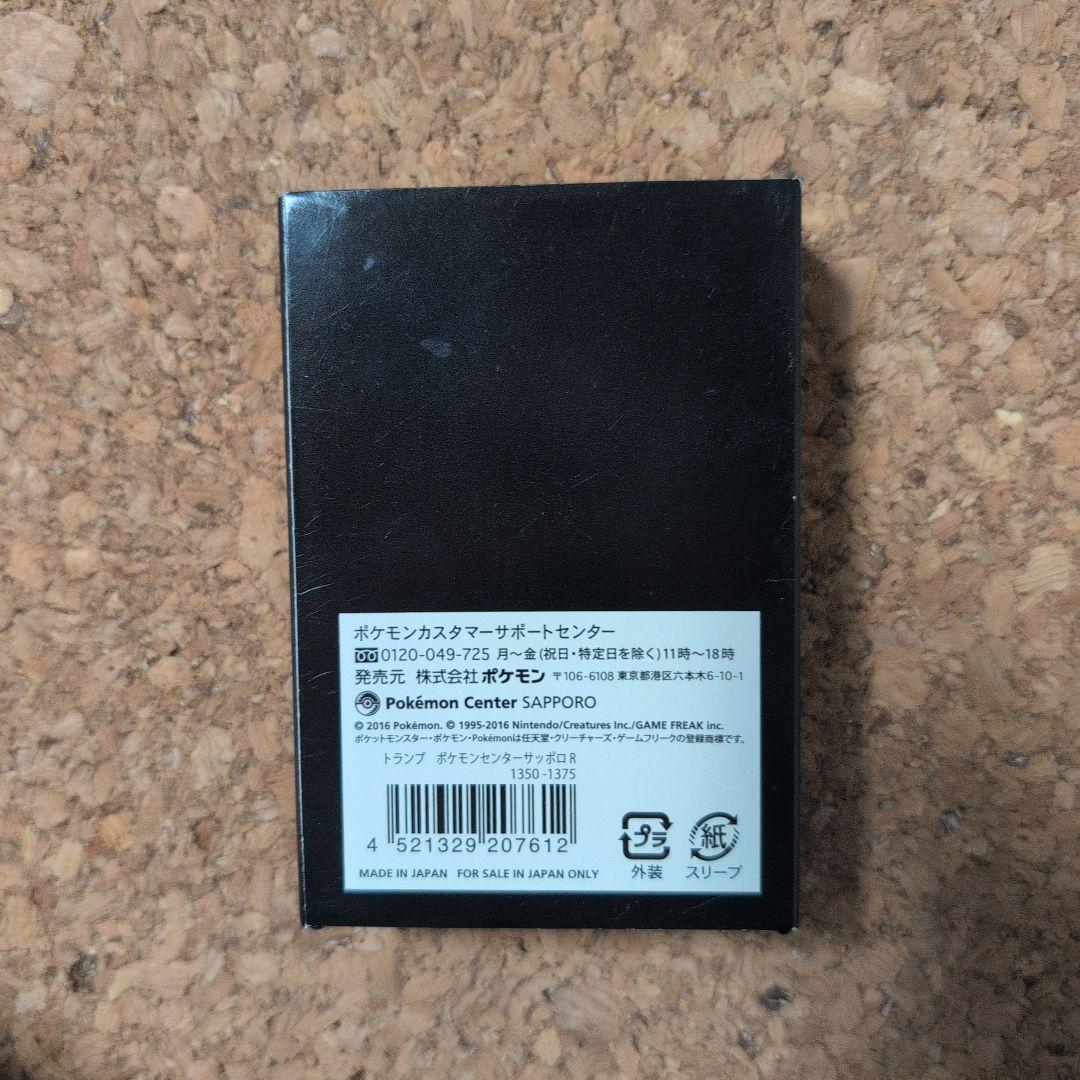 ポケモンカスタマーサポートセンター
0120-049-725 月～金(祝日・特定日を除く)11時～18時
発売元 株式会社ポケモン 〒106-6108 東京都港区六本木6-10-1
Pokémon Center SAPPORO
© 2016 Pokémon. © 1995-2016 Nintendo/Creatures Inc./GAME FREAK inc.
ポケットモンスター・ポケモン・Pokémonは任天堂・クリーチャーズ・ゲームフリークの登録商標です。
トランプ ポケモンセンターサッポロ R
1350 -1375
4 521329 207612
プラ
外装
紙
スリーブ
MADE IN JAPAN FOR SALE IN JAPAN ONLY